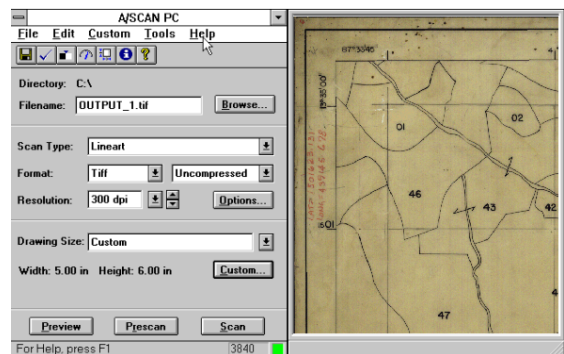 A/SCAN PC
File Edit Custom Tools Help
Directory: C:\
Filename: OUTPUT_1.tif Browse...
Scan Type: Lineart
Format: Tiff Uncompressed
Resolution: 300 dpi Options...
Drawing Size: Custom
Width: 5.00 in Height: 6.00 in Custom...
Preview Prescan Scan
For Help, press F1 3840
01
02
46
43
42
601
47